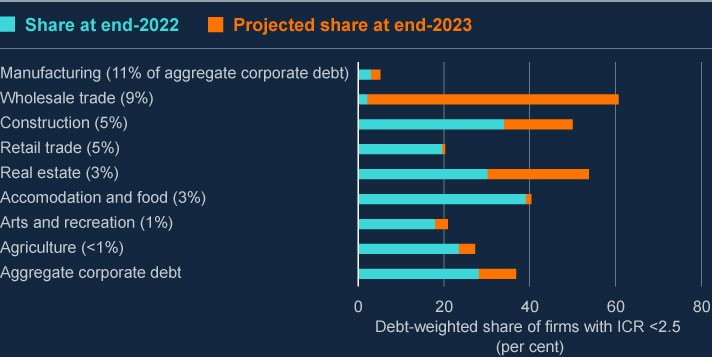 Share at end-2022
Projected share at end-2023
Manufacturing (11% of aggregate corporate debt)
Wholesale trade (9%)
Construction (5%)
Retail trade (5%)
Real estate (3%)
Accomodation and food (3%)
Arts and recreation (1%)
Agriculture (<1%)
Aggregate corporate debt
0 20 40 60 80
Debt-weighted share of firms with ICR <2.5
(per cent)